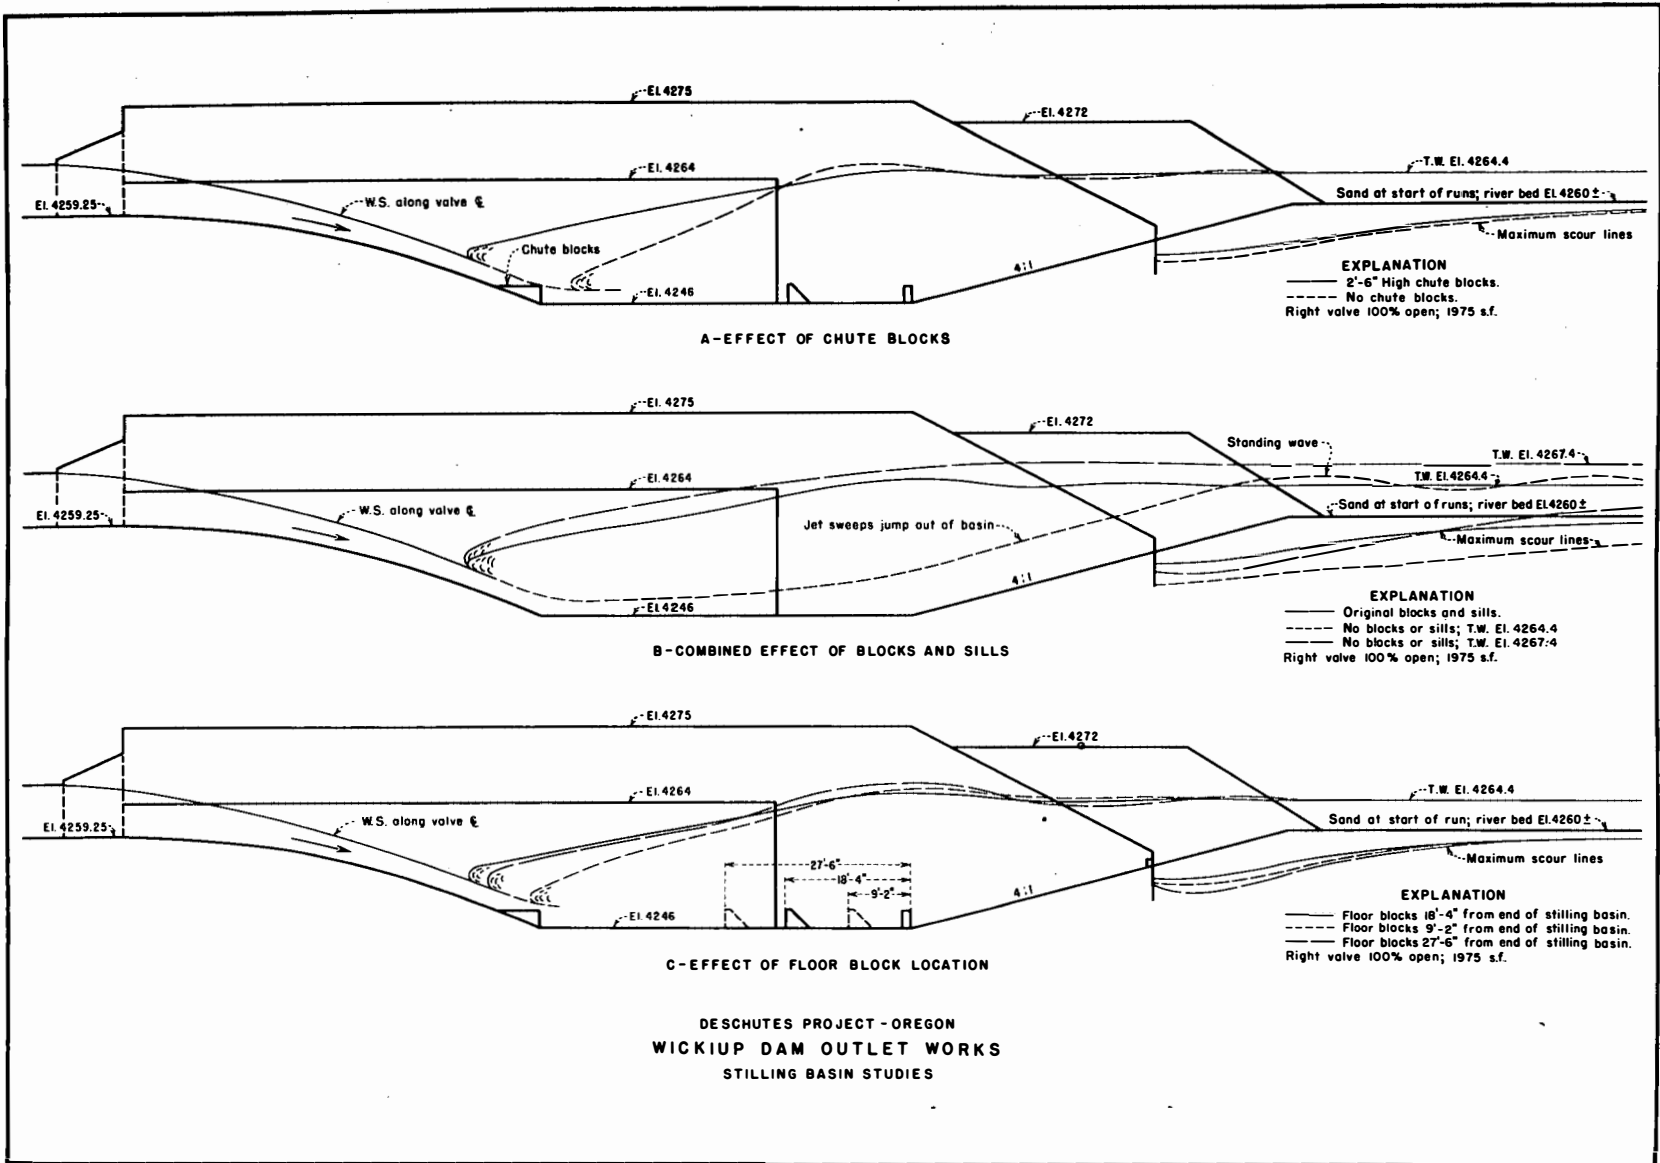 El. 4275
El. 4272
El. 4264
T.W. El. 4264.4
El. 4259.25
W.S. along valve ℄
Sand at start of runs; river bed El. 4260 ±
Chute blocks
Maximum scour lines
4:1
El. 4246
EXPLANATION
2'-6" High chute blocks.
No chute blocks.
Right valve 100% open; 1975 s.f.
A-EFFECT OF CHUTE BLOCKS
El. 4275
El. 4272
Standing wave
T.W. El. 4267.4
El. 4264
T.W. El. 4264.4
El. 4259.25
W.S. along valve ℄
Jet sweeps jump out of basin
Sand at start of runs; river bed El. 4260 ±
Maximum scour lines
4:1
El. 4246
EXPLANATION
Original blocks and sills.
No blocks or sills; T.W. El. 4264.4
No blocks or sills; T.W. El. 4267.4
Right valve 100% open; 1975 s.f.
B-COMBINED EFFECT OF BLOCKS AND SILLS
El. 4275
El. 4272
El. 4264
T.W. El. 4264.4
El. 4259.25
W.S. along valve ℄
Sand at start of run; river bed El. 4260 ±
27'-6"
18'-4"
9'-2"
Maximum scour lines
4:1
El. 4246
EXPLANATION
Floor blocks 18'-4" from end of stilling basin.
Floor blocks 9'-2" from end of stilling basin.
Floor blocks 27'-6" from end of stilling basin.
Right valve 100% open; 1975 s.f.
C-EFFECT OF FLOOR BLOCK LOCATION
DESCHUTES PROJECT - OREGON
WICKIUP DAM OUTLET WORKS
STILLING BASIN STUDIES